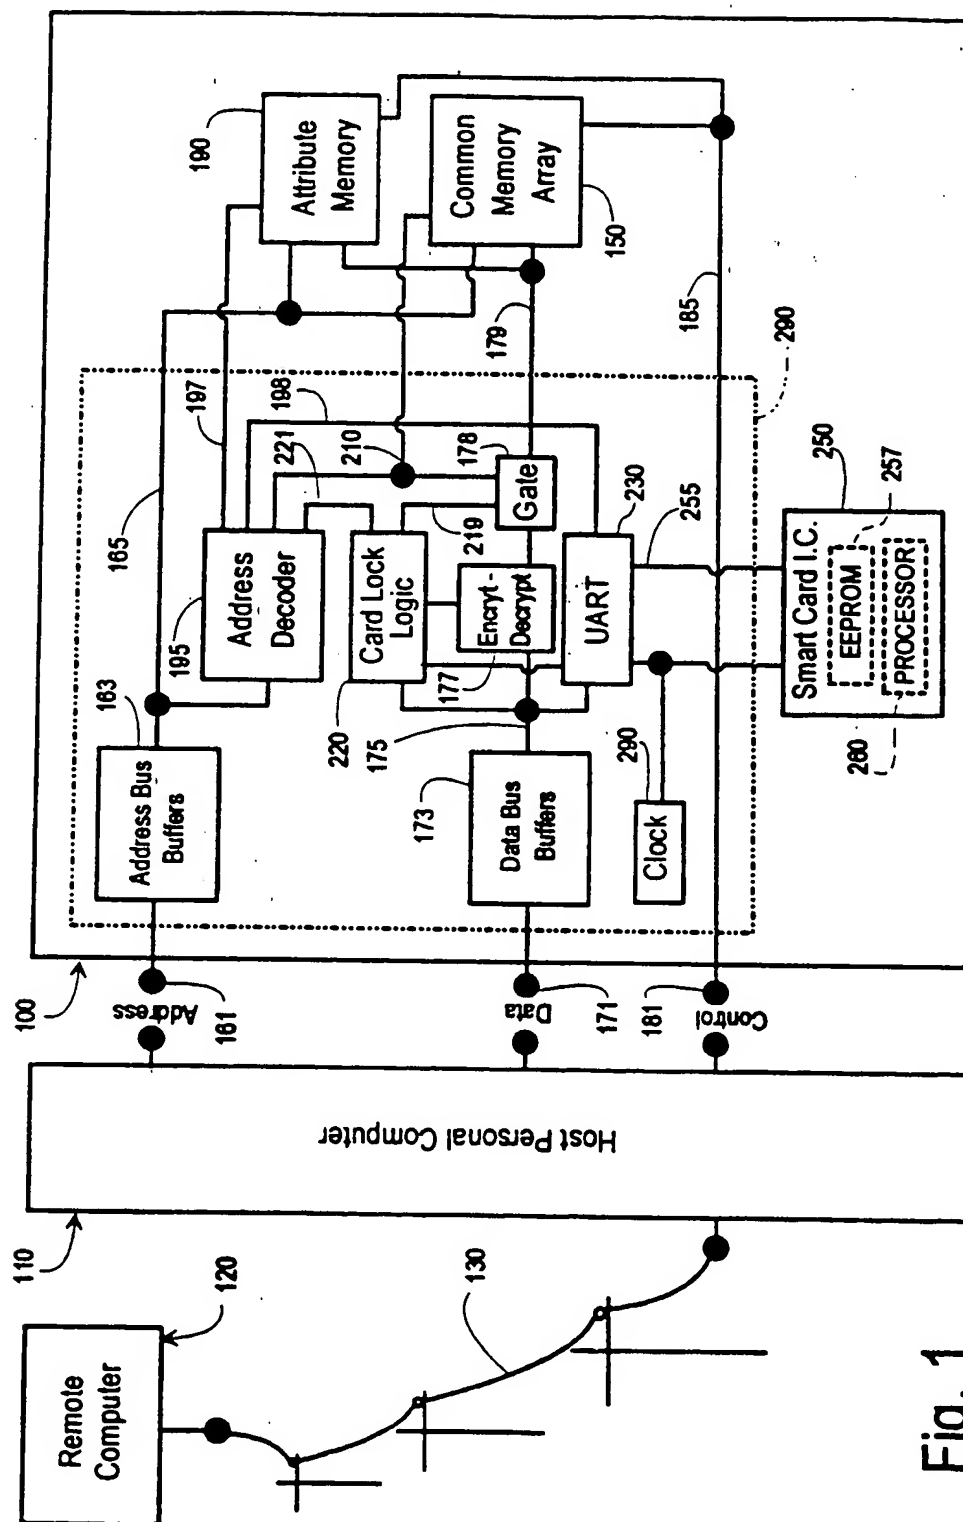 Remote
Computer
120
130
110
Host Personal Computer
100
Address
161
Data
171
181
Control
Address Bus
Buffers
163
165
195
Address
Decoder
197
221
198
210
Card Lock
Logic
220
219
178
Gate
179
Encryt-
Decrypt
177
175
173
Data Bus
Buffers
UART
230
255
290
Clock
185
290
190
Attribute
Memory
Common
Memory
Array
150
250
257
Smart Card I.C.
EEPROM
PROCESSOR
260
Fig. 1